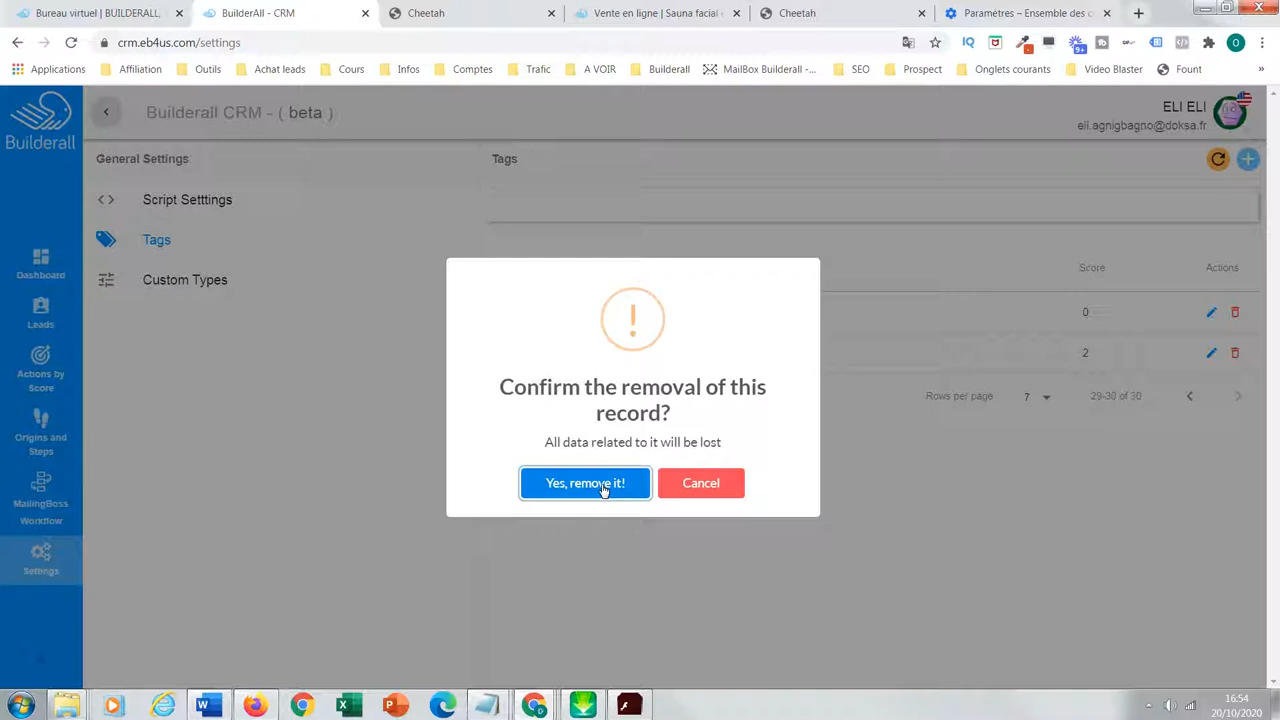 Bureau virtuel | BUILDERALL,
BuilderAll - CRM
Cheetah
Vente en ligne | Sauna facial
Paramètres – Ensemble des c
crm.eb4us.com/settings
Applications
Affiliation
Outils
Achat leads
Cours
Infos
Comptes
Trafic
A VOIR
Builderall
MailBox Builderall -...
SEO
Prospect
Onglets courants
Video Blaster
Fount
»
Builderall
Builderall CRM - ( beta )
ELI ELI
eli.agnigbagno@doksa.fr
General Settings
Script Setttings
Tags
Custom Types
Tags
Score
Actions
0
2
Rows per page
7
29-30 of 30
Dashboard
Leads
Actions by
Score
Origins and
Steps
MailingBoss
Workflow
Settings
Confirm the removal of this
record?
All data related to it will be lost
Yes, remove it!
Cancel
16:54
20/10/2020